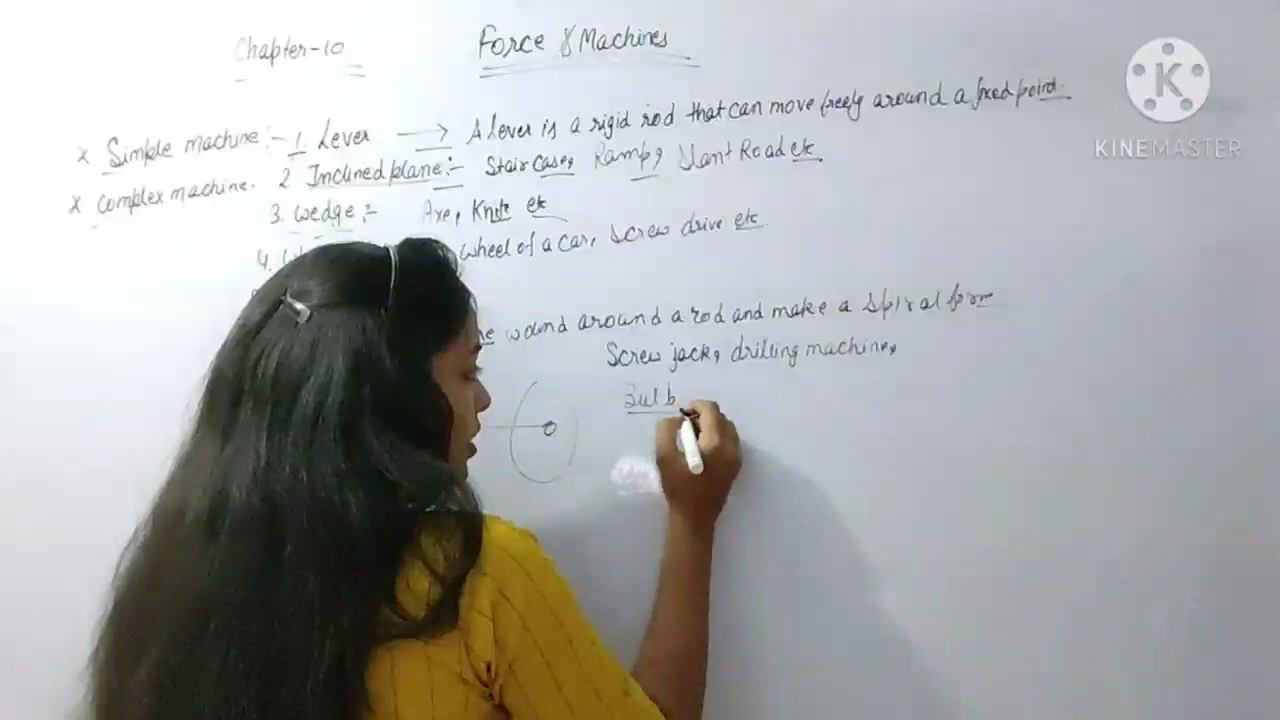 Chapter-10 Force & Machines
* Simple machine :- 1. Lever → A Lever is a rigid rod that can move freely around a fixed point.
* Complex machine. 2 Inclined plane :- Staircase, Ramp, Slant Road etc
3. Wedge :- Axe, Knife etc
4. Wheel of a car, Screw drive etc.
wound around a rod and make a spiral form
Screw jack, drilling machine,
Bulb
K
KINEMASTER